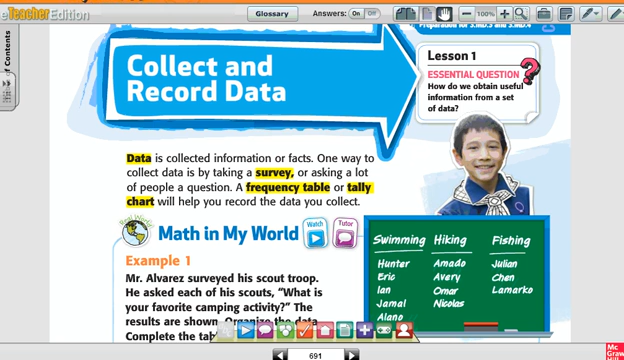 eTeacherEdition
Glossary
Answers: On Off
100%
Preparation for 3.MD.3 and 3.MD.4
of Contents
Collect and
Record Data
Lesson 1
ESSENTIAL QUESTION
How do we obtain useful
information from a set
of data?
Data is collected information or facts. One way to
collect data is by taking a survey, or asking a lot
of people a question. A frequency table or tally
chart will help you record the data you collect.
Real World
Math in My World
Watch
Tutor
Example 1
Mr. Alvarez surveyed his scout troop.
He asked each of his scouts, "What is
your favorite camping activity?" The
results are shown. Organize the data.
Complete the tab
Swimming Hiking Fishing
Hunter Amado Julian
Eric Avery Chen
Ian Omar Lamarko
Jamal Nicolas
Alano
691
Mc
Graw